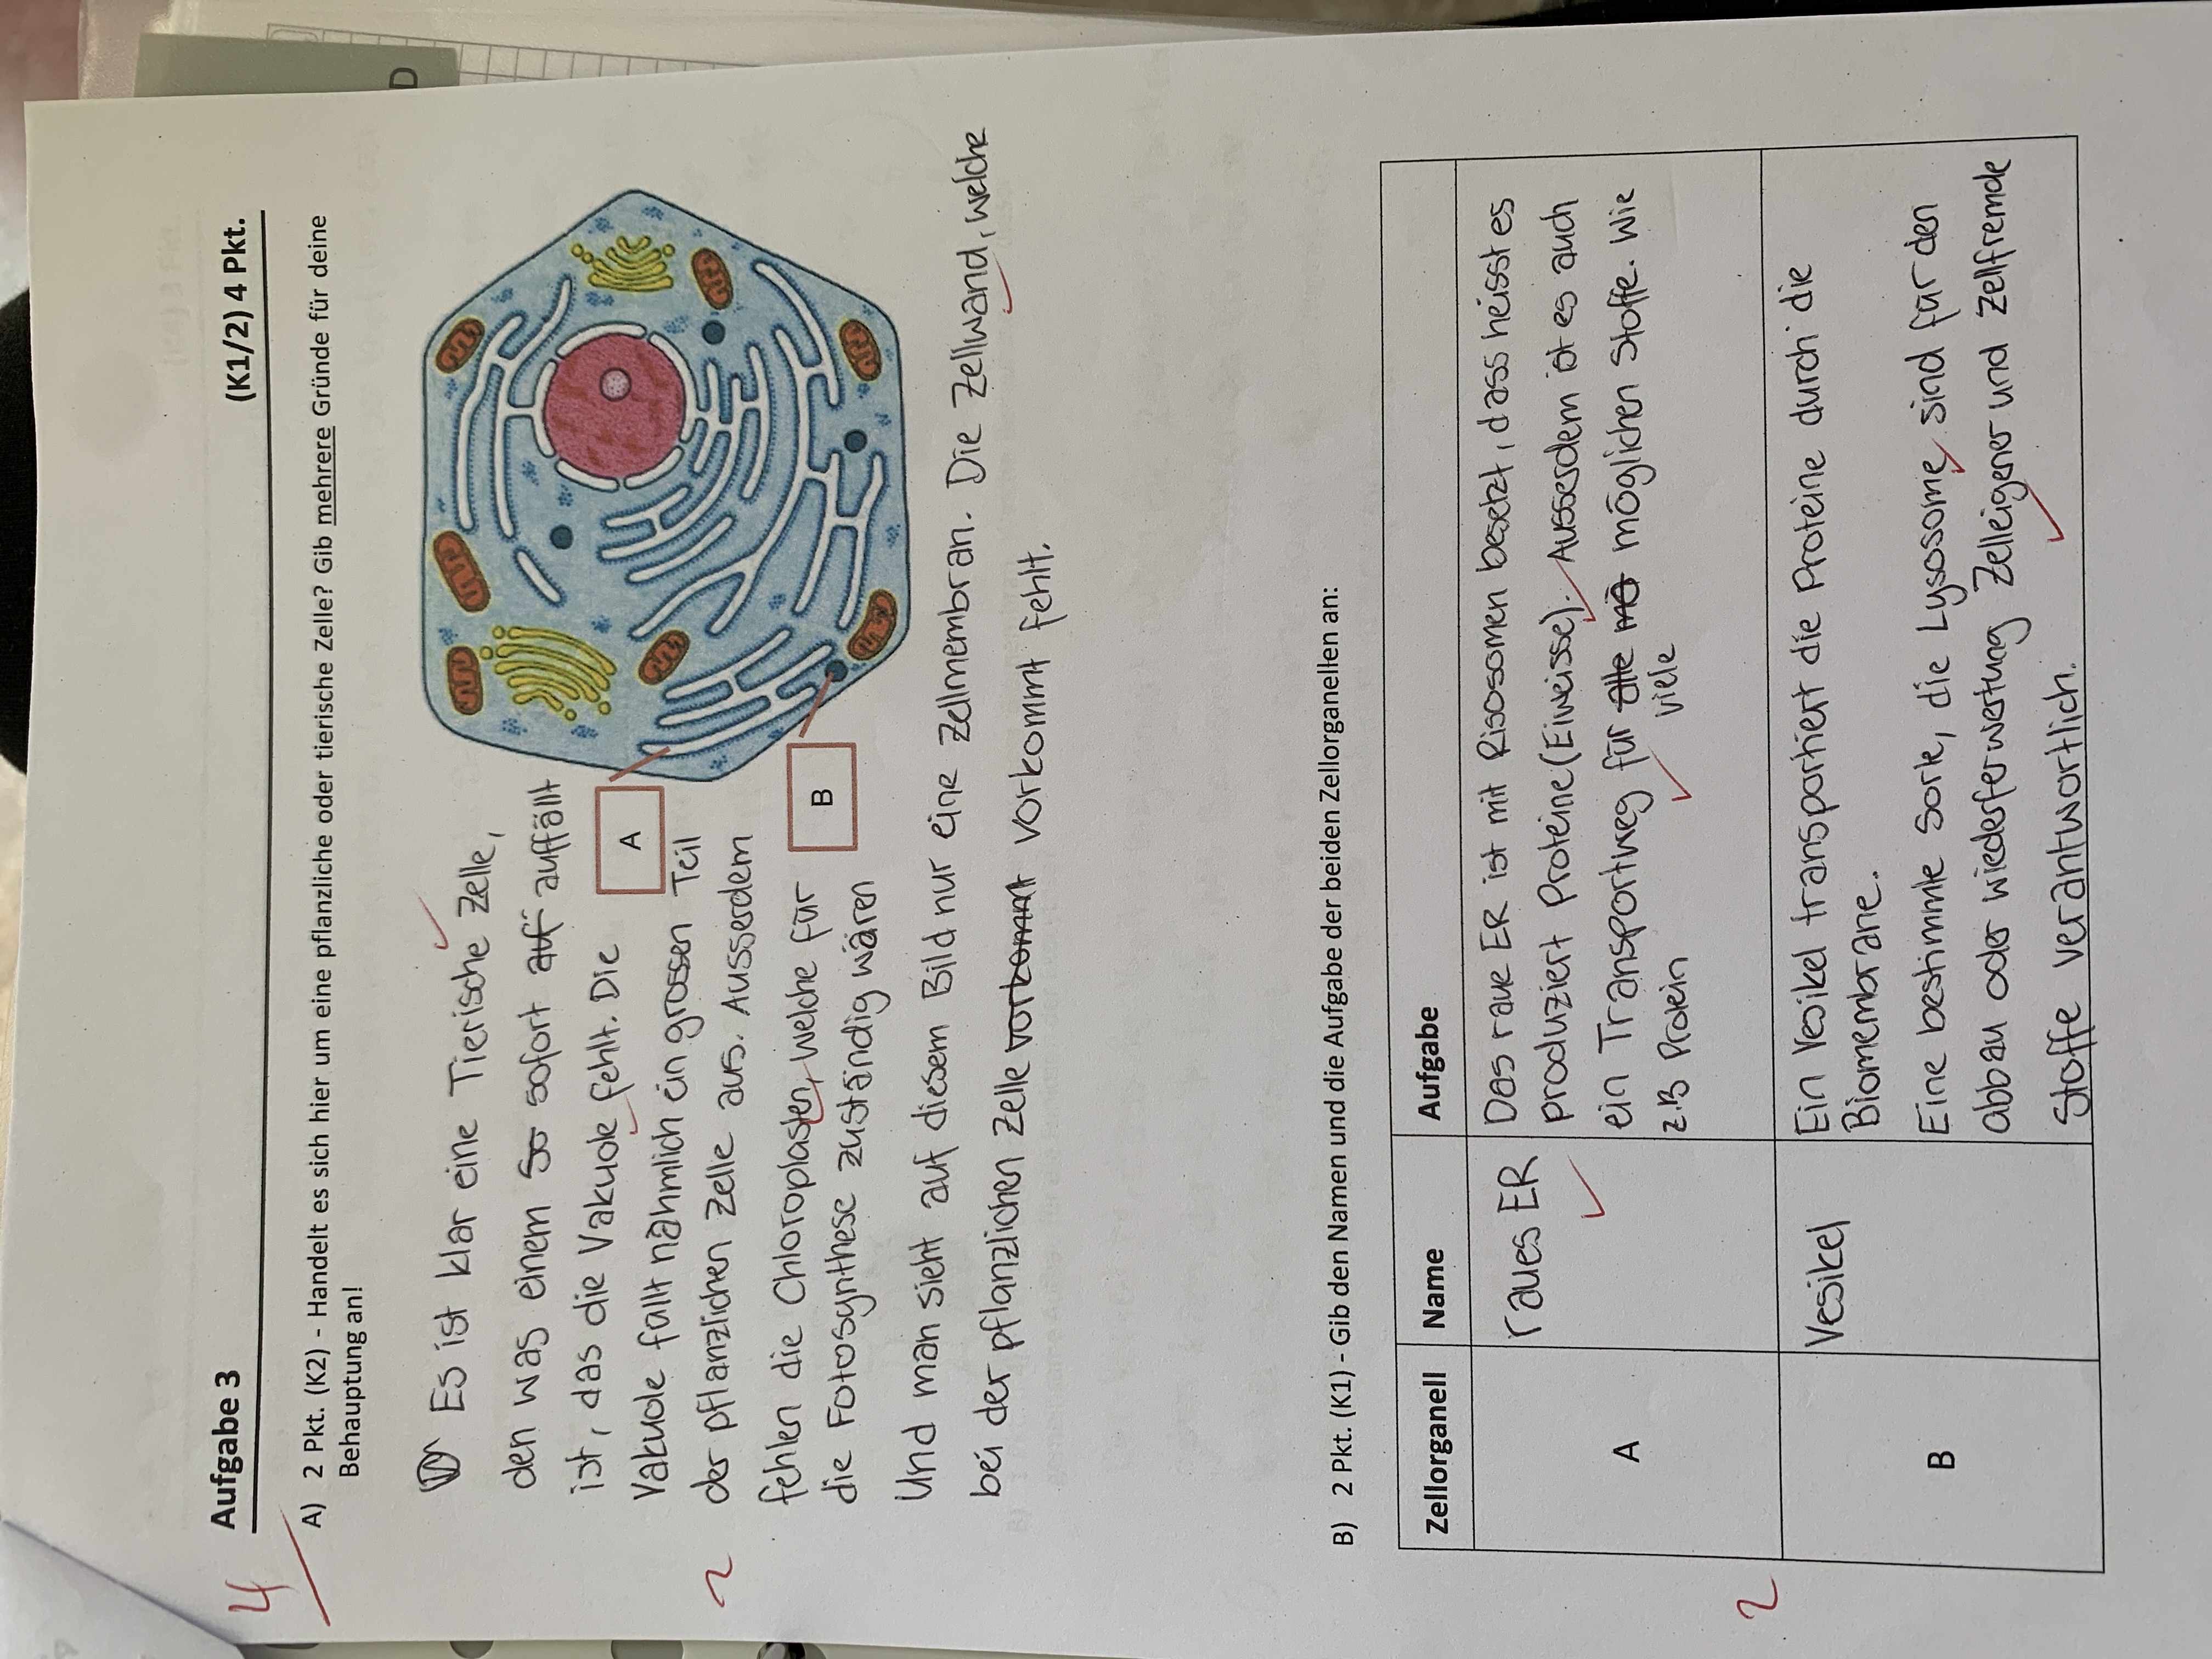 Aufgabe 3
(K1/2) 4 Pkt.
4
A) 2 Pkt. (K2) - Handelt es sich hier um eine pflanzliche oder tierische Zelle? Gib mehrere Gründe für deine
Behauptung an!
Es ist klar eine Tierische Zelle,
den was einem so sofort auf auffällt
ist, das die Vakuole fehlt. Die
Vakuole fällt nähmlich ein grossen Teil
2
der pflanzlichen Zelle aus. Ausserdem
fehlen die Chloroplasten, welche für
die Fotosynthese zuständig wären
Und man sieht auf diesem Bild nur eine Zellmembran. Die Zellwand, welche
bei der pflanzlichen Zelle vorkommt vorkommt fehlt.
A
B
B) 2 Pkt. (K1) - Gib den Namen und die Aufgabe der beiden Zellorganellen an:
Zellorganell
Name
Aufgabe
A
raues ER
Das raue ER ist mit Risosomen besetzt, dass heisst es
produziert Proteine (Eiweisse). Ausserdem ist es auch
ein Transportweg für alle mö möglichen Stoffe. Wie
z.B Protein
viele
2
B
Vesikel
Ein Vesikel transportiert die Proteine durch die
Biomembrane.
Eine bestimmte Sorte, die Lysosome sind für den
abbau oder wiederferwertung Zelleigener und Zellfremde
Stoffe verantwortlich.
D